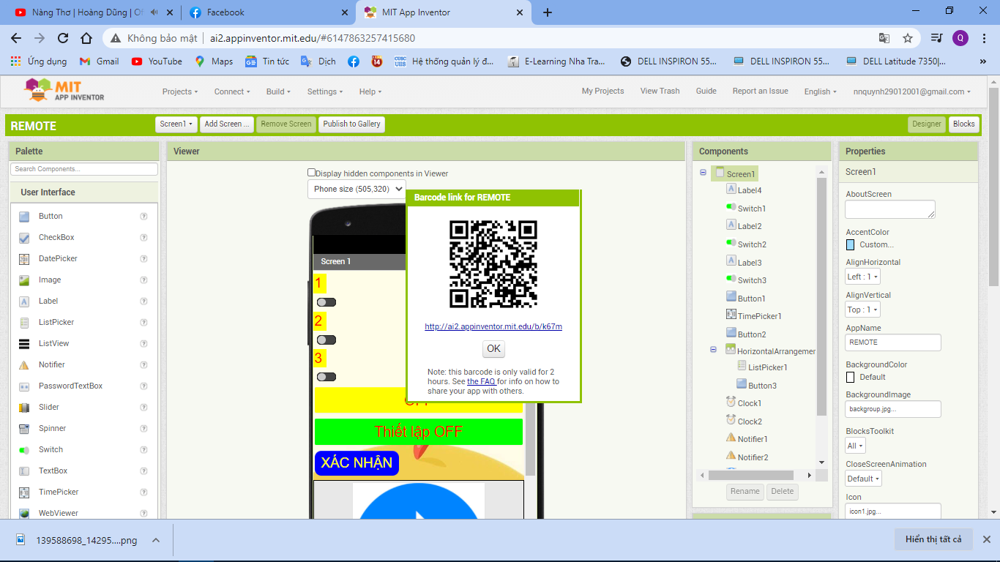 Nàng Thơ | Hoàng Dũng | Of
Facebook
MIT App Inventor
Không bảo mật | ai2.appinventor.mit.edu/#6147863257415680
Q
Ứng dụng
Gmail
YouTube
Maps
Tin tức
Dịch
14
CUSC
Hệ thống quản lý đ...
E-Learning Nha Tra...
DELL INSPIRON 55...
DELL INSPIRON 55...
DELL Latitude 7350|...
MIT
APP INVENTOR
Projects
Connect
Build
Settings
Help
My Projects
View Trash
Guide
Report an Issue
English
nnquynh29012001@gmail.com
REMOTE
Screen1
Add Screen ...
Remove Screen
Publish to Gallery
Designer
Blocks
Palette
Search Components...
User Interface
Button
CheckBox
DatePicker
Image
Label
ListPicker
ListView
Notifier
PasswordTextBox
Slider
Spinner
Switch
TextBox
TimePicker
WebViewer
Viewer
Display hidden components in Viewer
Phone size (505,320)
Screen 1
1
2
3
Thiết lập OFF
XÁC NHẬN
Barcode link for REMOTE
http://ai2.appinventor.mit.edu/b/k67m
OK
Note: this barcode is only valid for 2
hours. See the FAQ for info on how to
share your app with others.
Components
Screen1
Label4
Switch1
Label2
Switch2
Label3
Switch3
Button1
TimePicker1
Button2
HorizontalArrangemer
ListPicker1
Button3
Clock1
Clock2
Notifier1
Notifier2
Rename
Delete
Properties
Screen1
AboutScreen
AccentColor
Custom...
AlignHorizontal
Left : 1
AlignVertical
Top : 1
AppName
REMOTE
BackgroundColor
Default
BackgroundImage
backgroup.jpg...
BlocksToolkit
All
CloseScreenAnimation
Default
Icon
icon1.jpg...
139588698_14295....png
Hiển thị tất cả